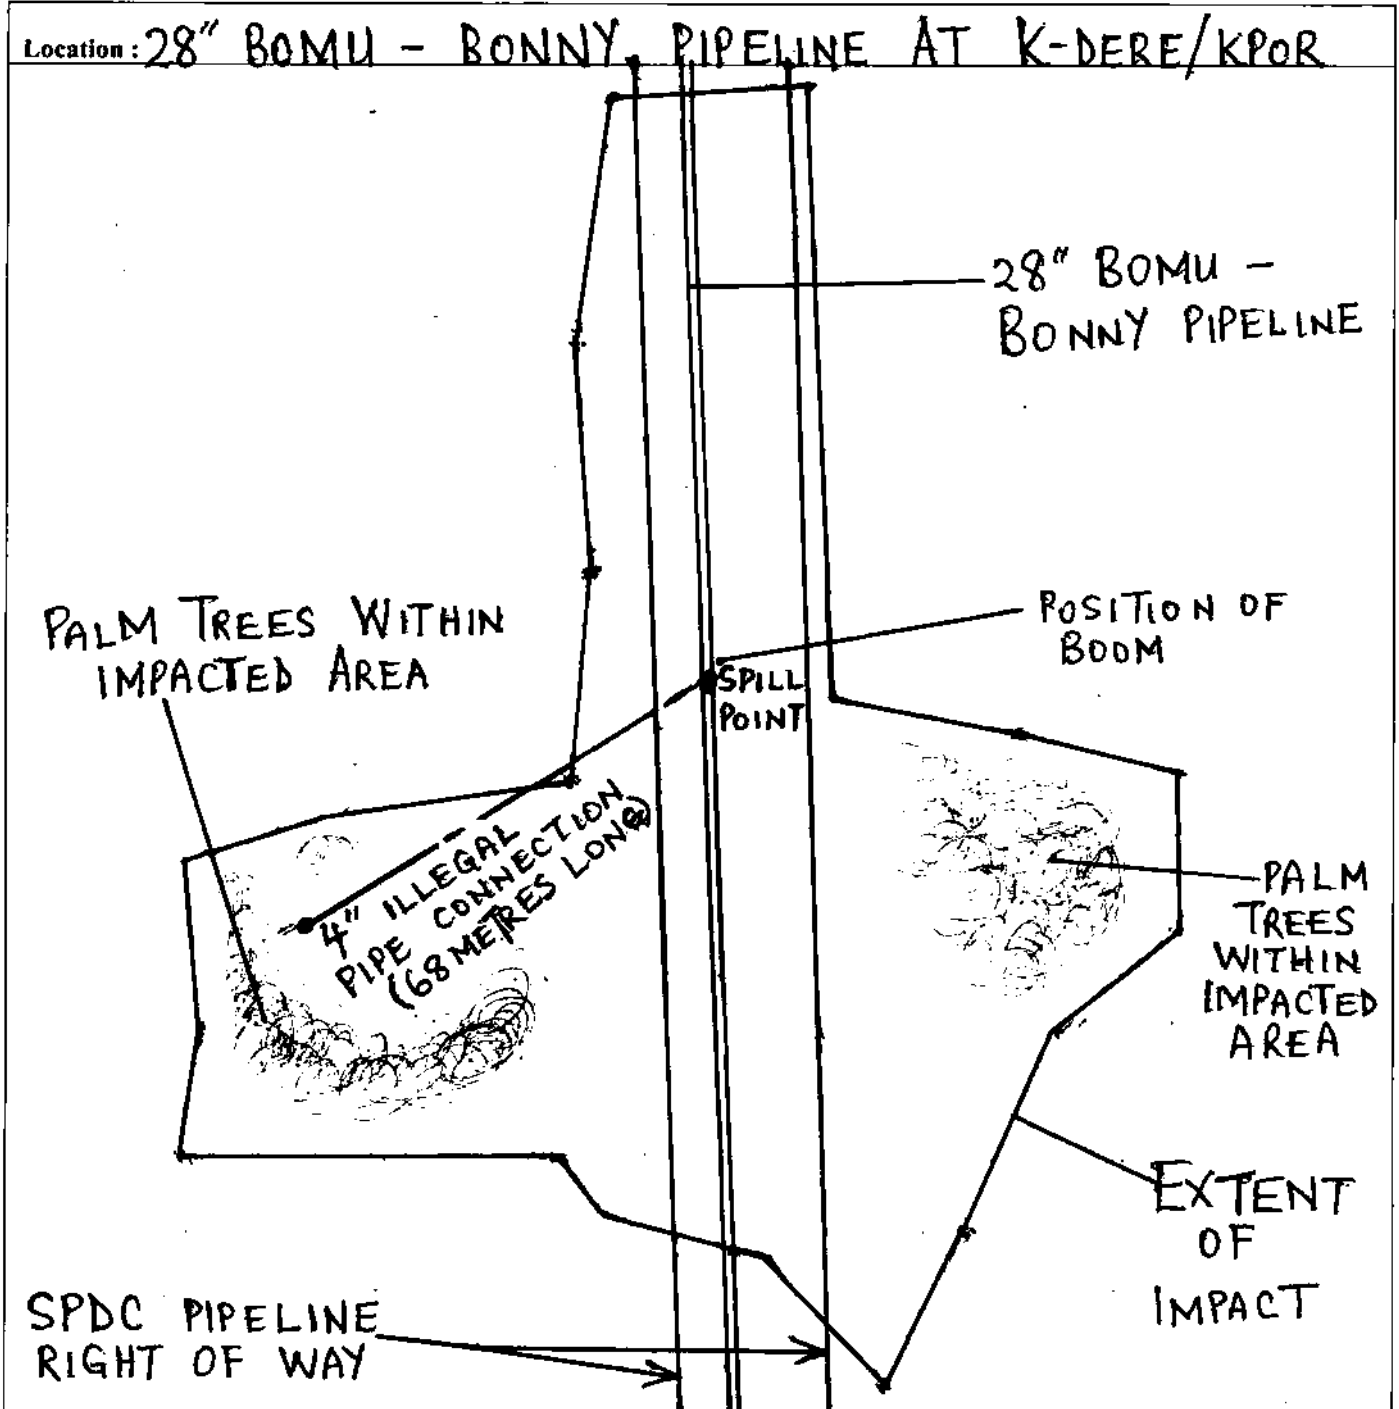 Location : 28" BOMU - BONNY PIPELINE AT K-DERE/KPOR
28" BOMU -
BONNY PIPELINE
PALM TREES WITHIN
IMPACTED AREA
POSITION OF
BOOM
SPILL
POINT
4" ILLEGAL
PIPE CONNECTION
(68 METRES LONG)
PALM
TREES
WITHIN
IMPACTED
AREA
EXTENT
OF
IMPACT
SPDC PIPELINE
RIGHT OF WAY